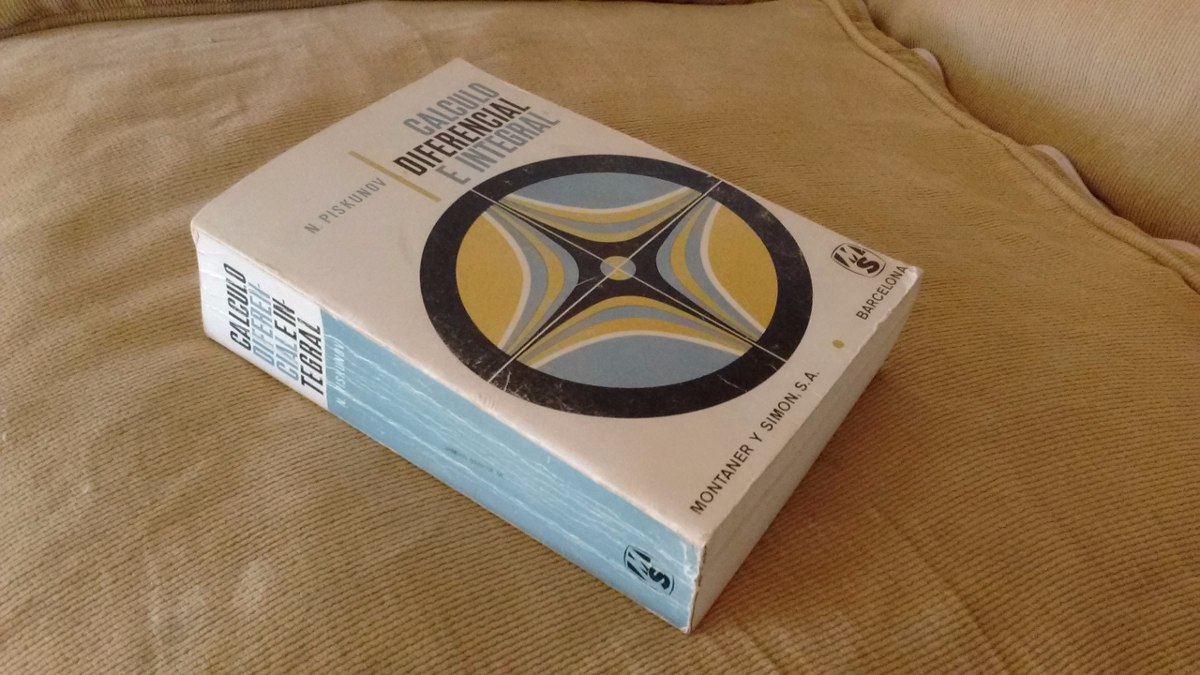 CALCULO
DIFERENCIAL
E INTEGRAL
N. PISKUNOV
MS
BARCELONA
MONTANER Y SIMON, S. A.
CALCULO
DIFEREN-
CIAL E IN-
TEGRAL
N. PISKUNOV
MS